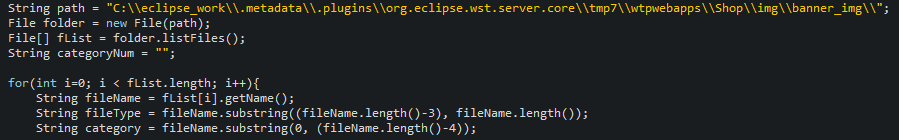 String path = "C:\\eclipse_work\\.metadata\\.plugins\\org.eclipse.wst.server.core\\tmp7\\wtpwebapps\\Shop\\img\\banner_img\\";
File folder = new File(path);
File[] fList = folder.listFiles();
String categoryNum = "";

for(int i=0; i < fList.length; i++){
    String fileName = fList[i].getName();
    String fileType = fileName.substring((fileName.length()-3), fileName.length());
    String category = fileName.substring(0, (fileName.length()-4));